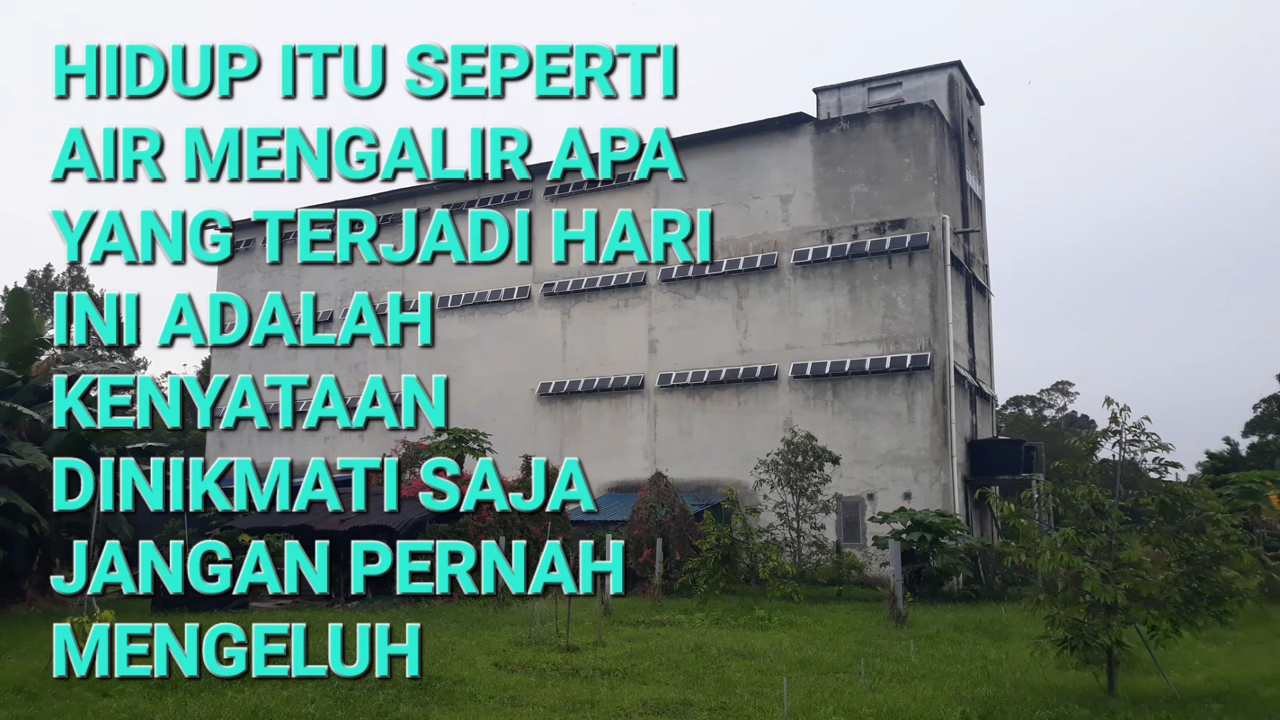 HIDUP ITU SEPERTI
AIR MENGALIR APA
YANG TERJADI HARI
INI ADALAH
KENYATAAN
DINIKMATI SAJA
JANGAN PERNAH
MENGELUH